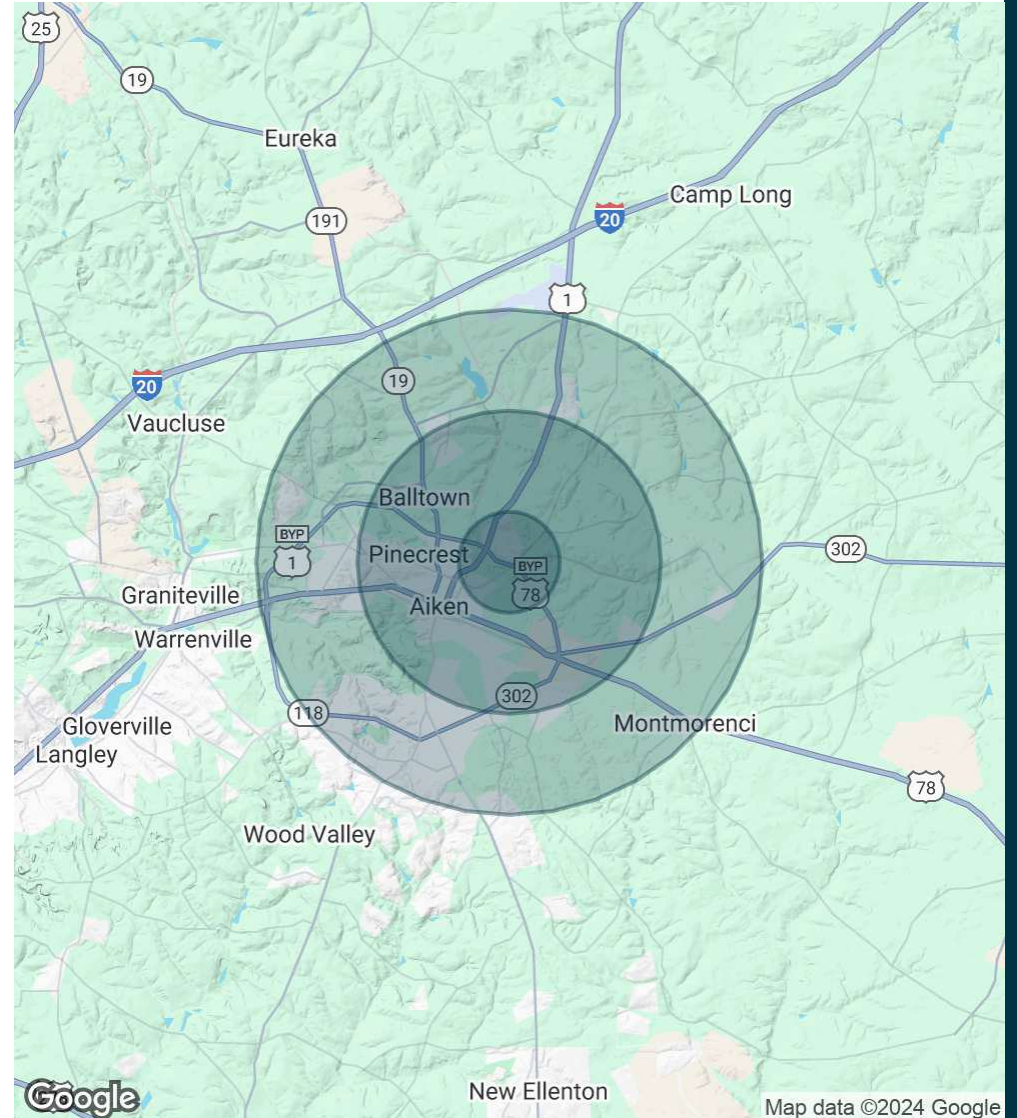 25
19
Eureka
Camp Long
191
20
1
19
20
Vaucluse
Balltown
BYP
1
302
Pinecrest
BYP
78
Graniteville
Aiken
Warrenville
302
118
Montmorenci
Gloverville
Langley
78
Wood Valley
New Ellenton
Google
Map data ©2024 Google